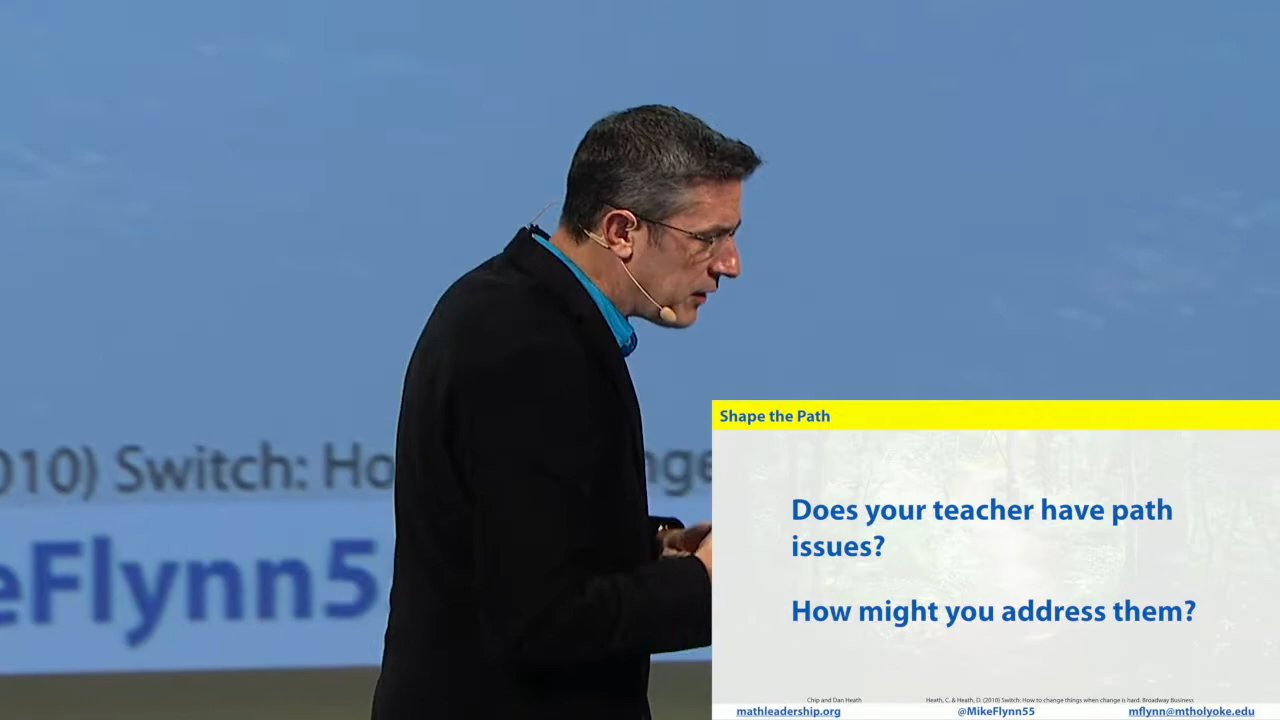 010) Switch: Ho
nge
eFlynn5
Shape the Path
Does your teacher have path
issues?
How might you address them?
Chip and Dan Heath
Heath, C. & Heath, D. (2010) Switch: How to change things when change is hard. Broadway Business
mathleadership.org
@MikeFlynn55
mflynn@mtholyoke.edu